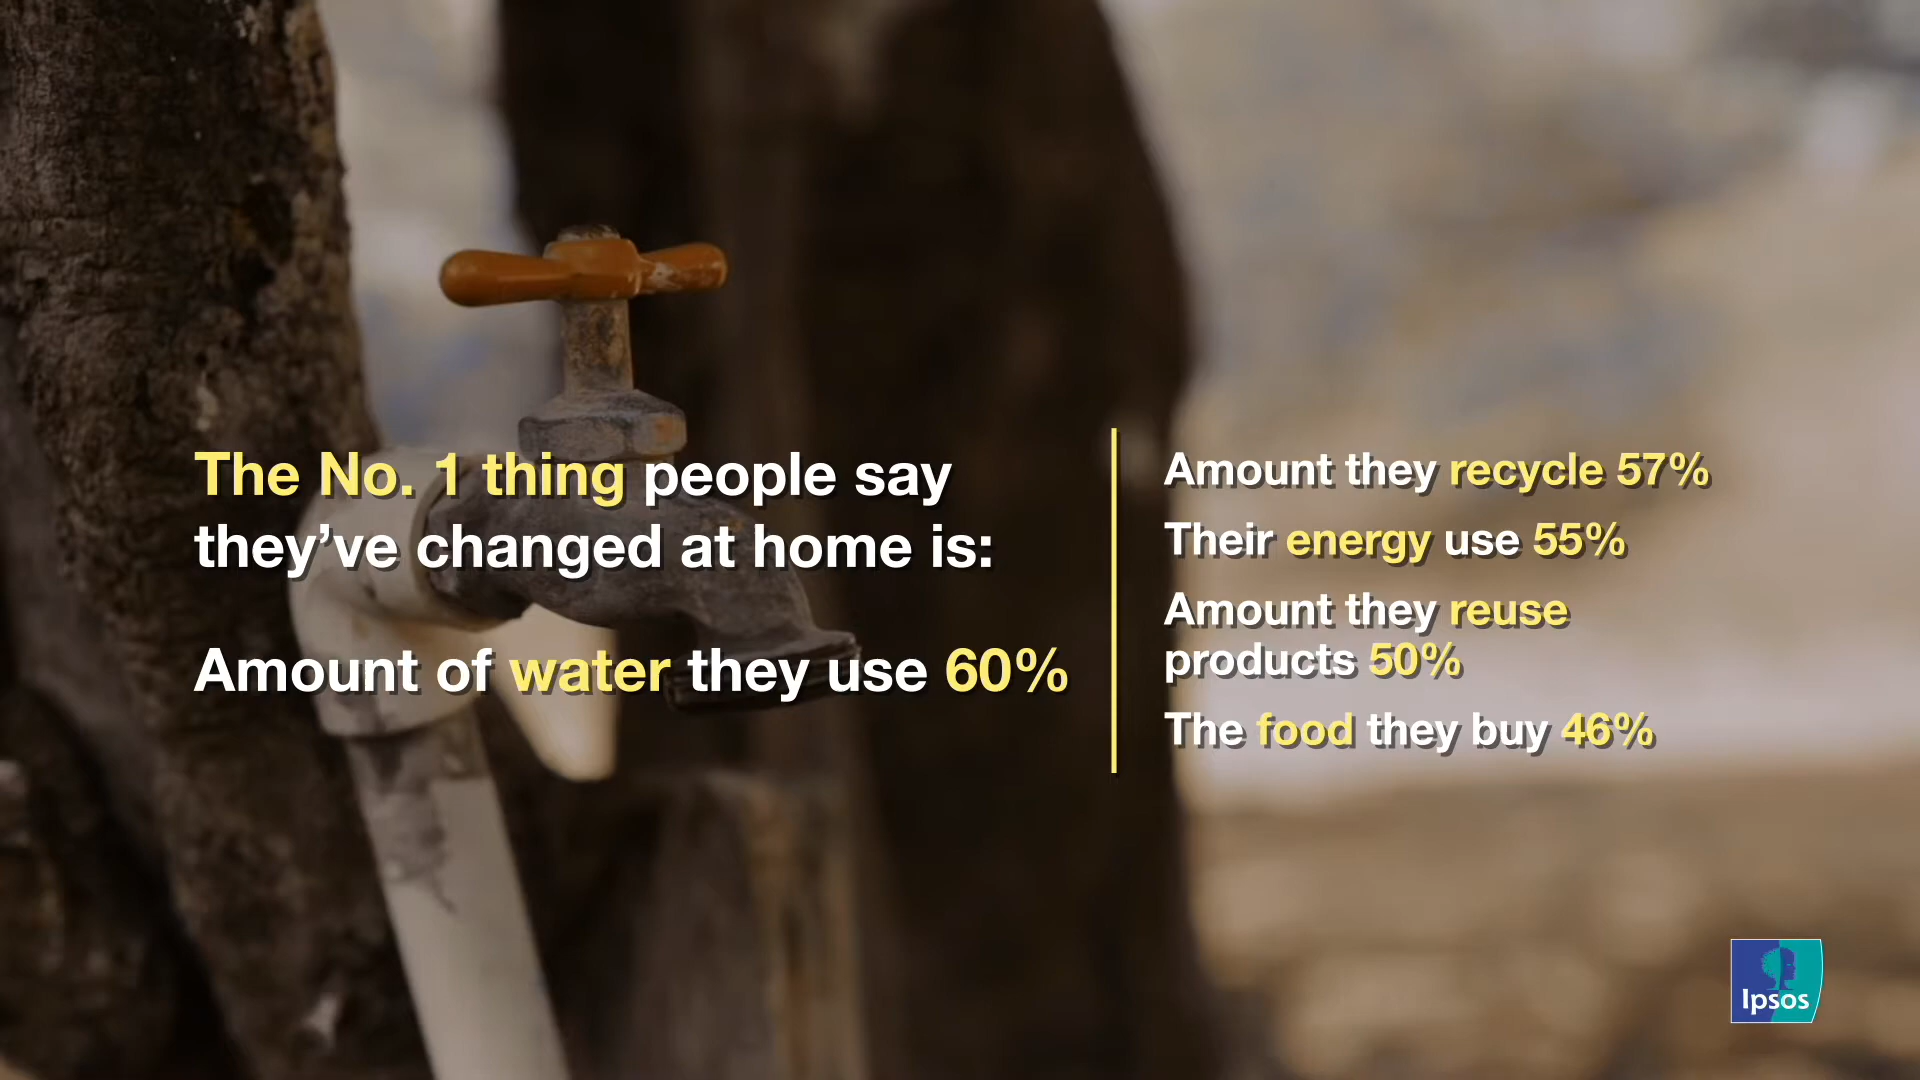 The No. 1 thing people say
they’ve changed at home is:
Amount of water they use 60%
Amount they recycle 57%
Their energy use 55%
Amount they reuse
products 50%
The food they buy 46%
Ipsos